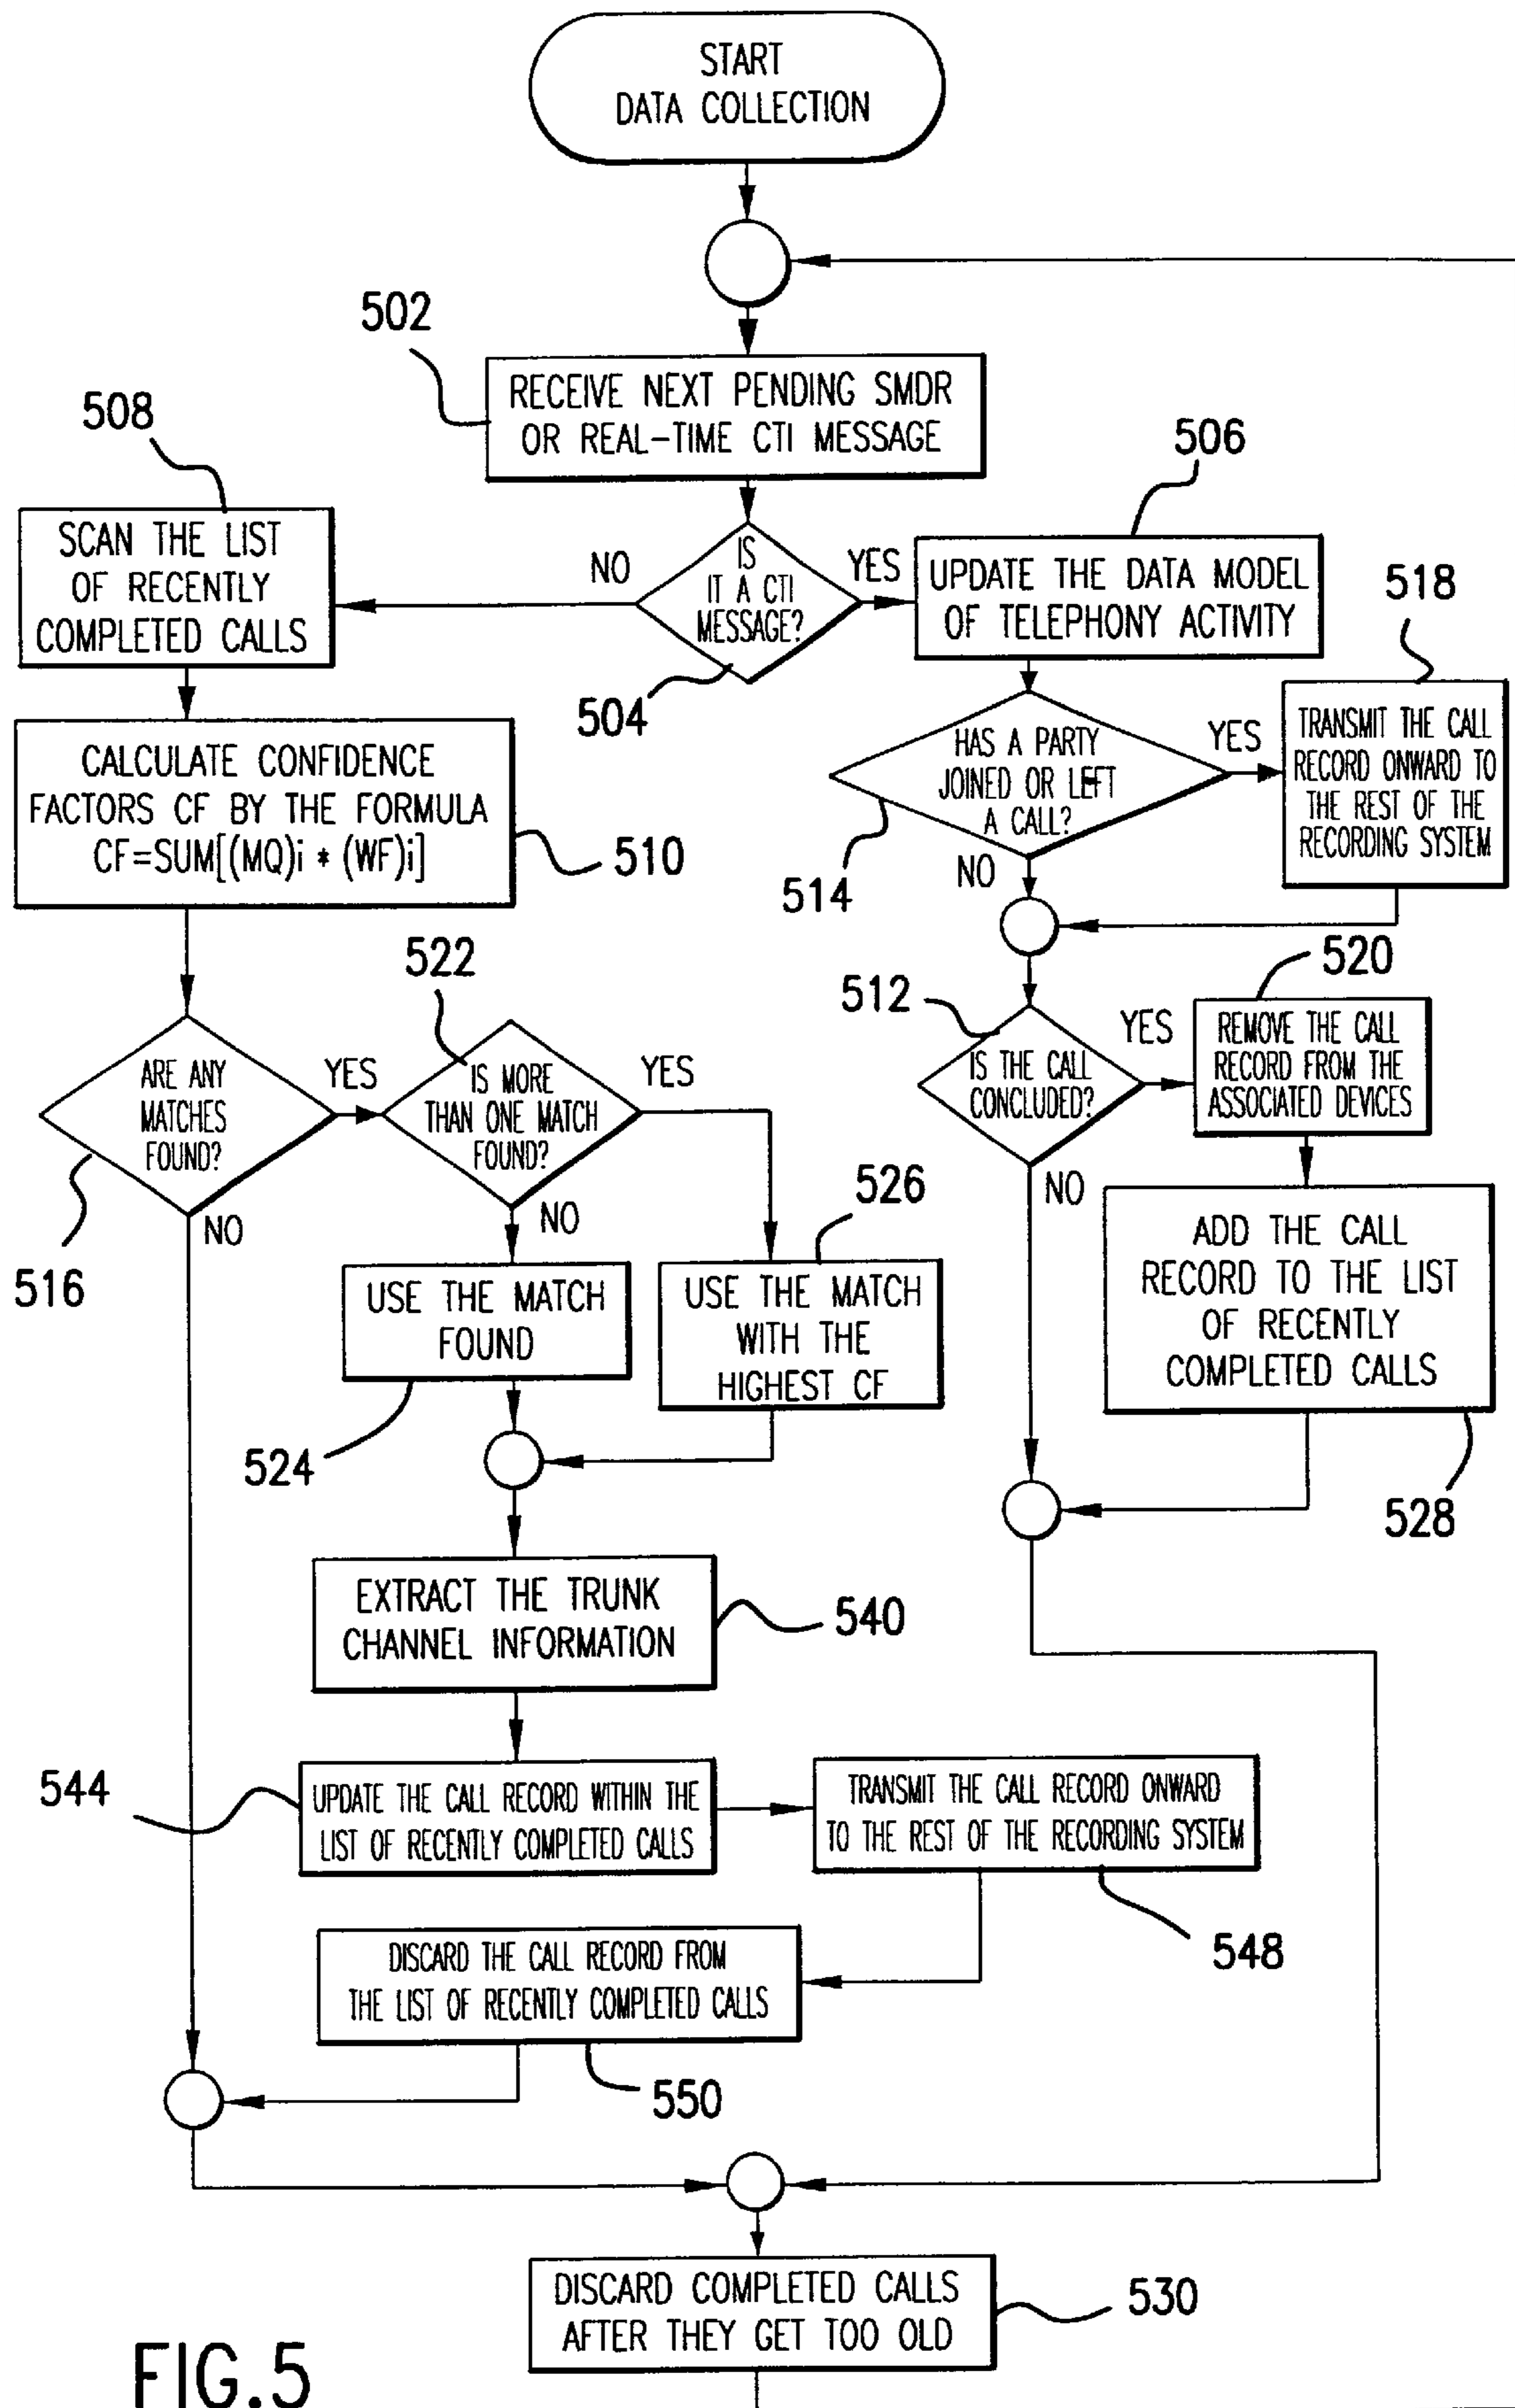 START
DATA COLLECTION
502
RECEIVE NEXT PENDING SMDR
OR REAL-TIME CTI MESSAGE
508
506
SCAN THE LIST
OF RECENTLY
COMPLETED CALLS
NO
IS
IT A CTI
MESSAGE?
YES
504
UPDATE THE DATA MODEL
OF TELEPHONY ACTIVITY
518
CALCULATE CONFIDENCE
FACTORS CF BY THE FORMULA
CF=SUM[(MQ)i * (WF)i]
510
HAS A PARTY
JOINED OR LEFT
A CALL?
YES
NO
514
TRANSMIT THE CALL
RECORD ONWARD TO
THE REST OF THE
RECORDING SYSTEM
522
512
520
ARE ANY
MATCHES
FOUND?
YES
NO
516
IS MORE
THAN ONE MATCH
FOUND?
YES
NO
IS THE CALL
CONCLUDED?
YES
NO
REMOVE THE CALL
RECORD FROM THE
ASSOCIATED DEVICES
526
USE THE MATCH
FOUND
524
USE THE MATCH
WITH THE
HIGHEST CF
ADD THE CALL
RECORD TO THE LIST
OF RECENTLY
COMPLETED CALLS
528
EXTRACT THE TRUNK
CHANNEL INFORMATION
540
544
UPDATE THE CALL RECORD WITHIN THE
LIST OF RECENTLY COMPLETED CALLS
TRANSMIT THE CALL RECORD ONWARD
TO THE REST OF THE RECORDING SYSTEM
548
DISCARD THE CALL RECORD FROM
THE LIST OF RECENTLY COMPLETED CALLS
550
DISCARD COMPLETED CALLS
AFTER THEY GET TOO OLD
530
FIG.5